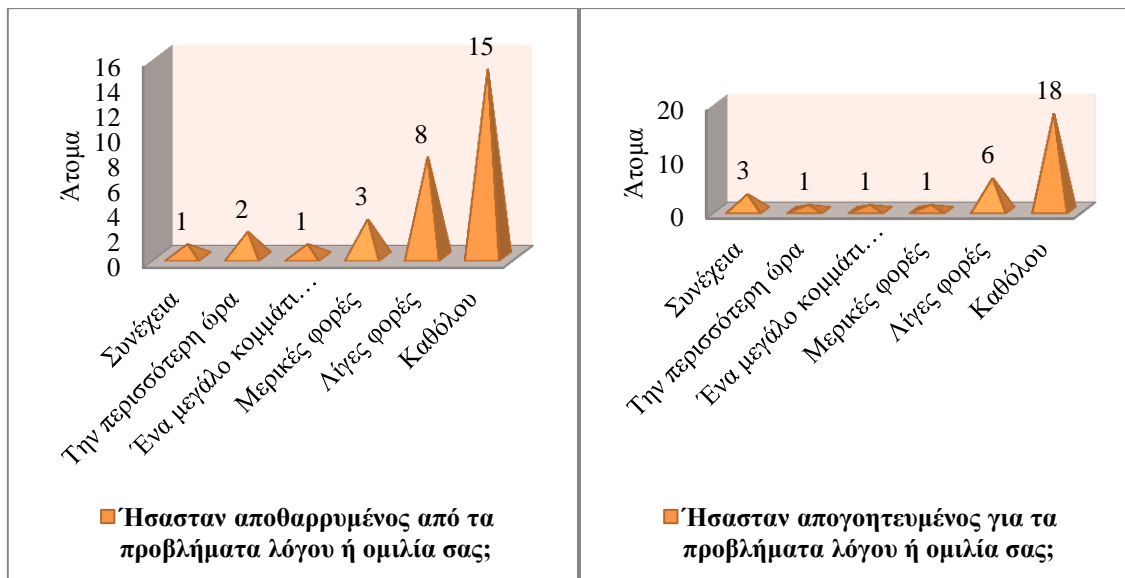 Άτομα
16
14
12
10
8
6
4
2
0
1
2
1
3
8
15
Συνέχεια
Την περισσότερη ώρα
Ένα μεγάλο κομμάτι…
Μερικές φορές
Λίγες φορές
Καθόλου
Ήσασταν αποθαρρυμένος από τα
προβλήματα λόγου ή ομιλία σας;
Άτομα
20
10
0
3
1
1
1
6
18
Συνέχεια
Την περισσότερη ώρα
Ένα μεγάλο κομμάτι…
Μερικές φορές
Λίγες φορές
Καθόλου
Ήσασταν απογοητευμένος για τα
προβλήματα λόγου ή ομιλία σας;